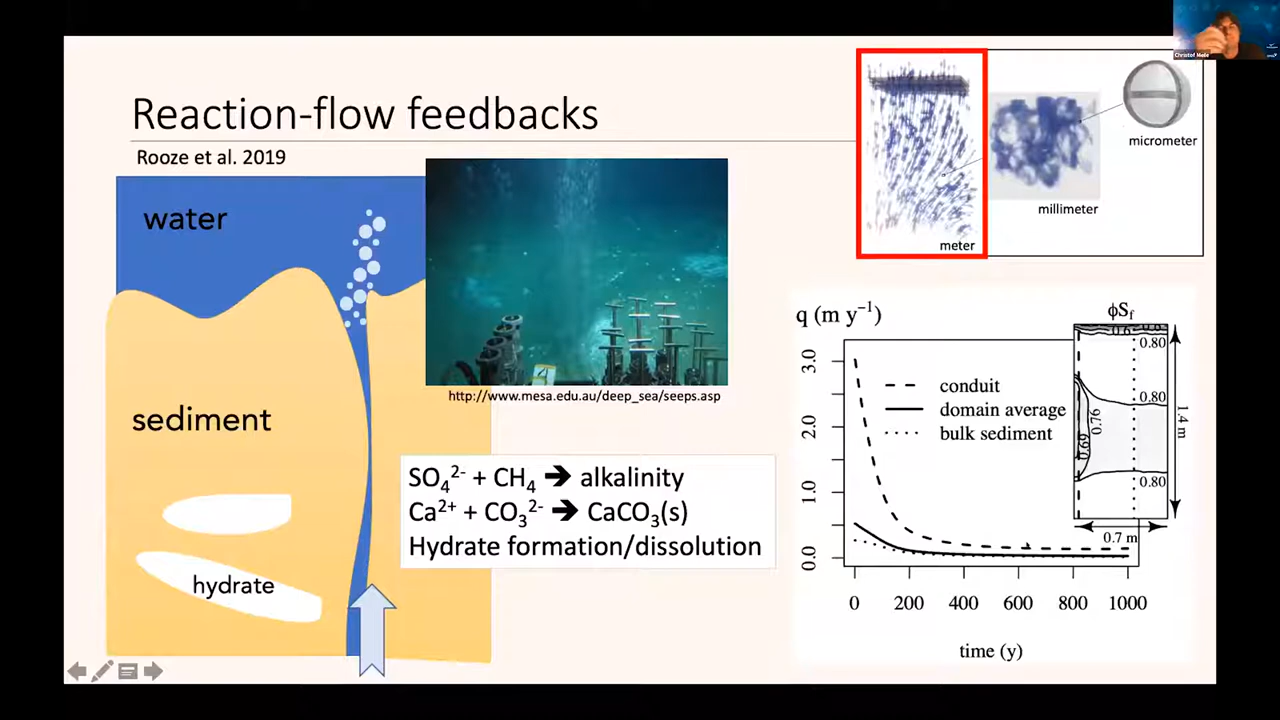 Reaction-flow feedbacks
Rooze et al. 2019
water
sediment
hydrate
http://www.mesa.edu.au/deep_sea/seeps.asp
SO₄²⁻ + CH₄ ➔ alkalinity
Ca²⁺ + CO₃²⁻ ➔ CaCO₃(s)
Hydrate formation/dissolution
meter
millimeter
micrometer
Christof Meile
q (m y⁻¹)
3.0
2.0
1.0
0.0
conduit
domain average
bulk sediment
0 200 400 600 800 1000
time (y)
ϕS_f
0.80
0.80
0.76
0.69
0.80
1.4 m
0.7 m